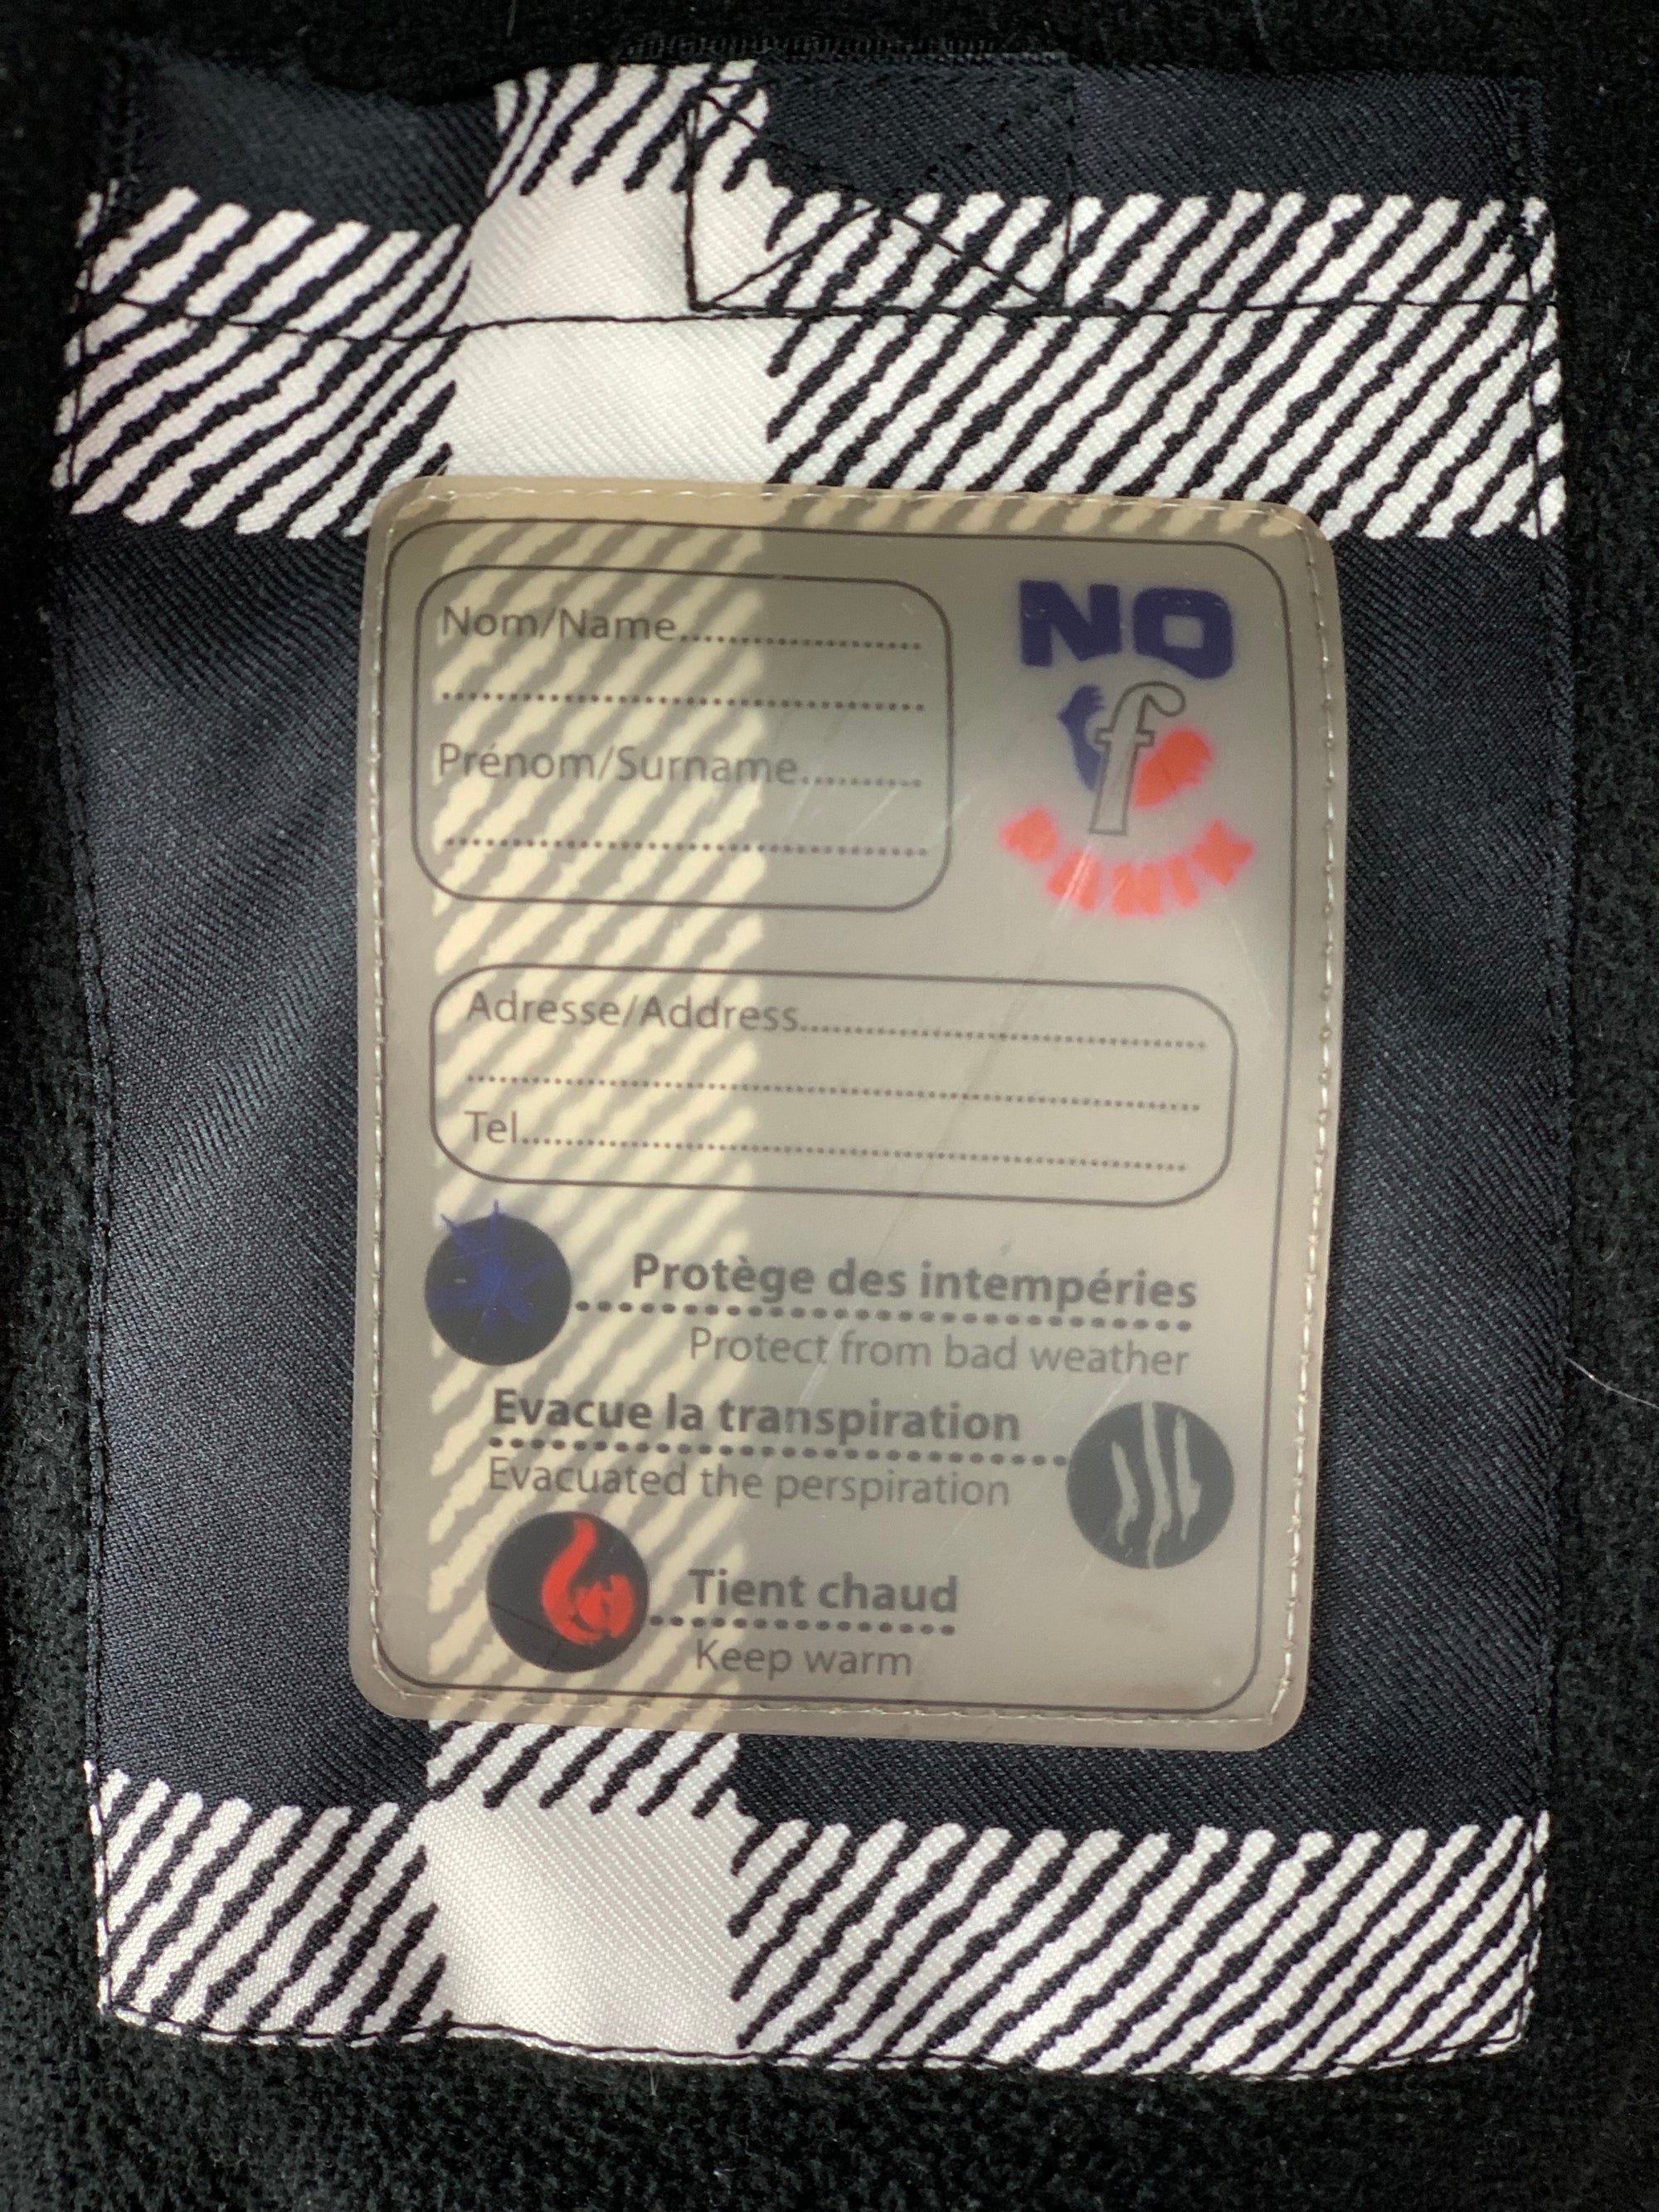 Nom/Name..................
..........................................
Prénom/Surname...........
..........................................
NO
f
PANIK
Adresse/Address.......................................
..............................................................
Tel..........................................................
Protège des intempéries
Protect from bad weather
Evacue la transpiration
Evacuated the perspiration
Tient chaud
Keep warm